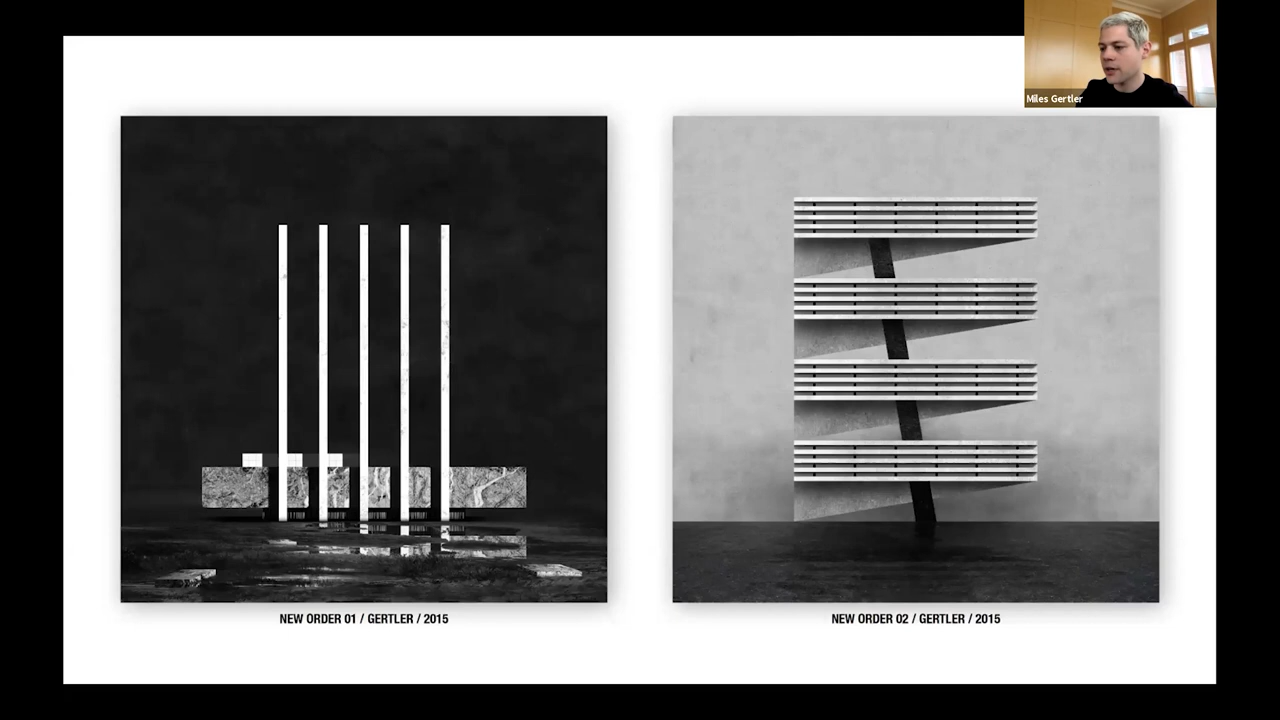 Miles Gertler
NEW ORDER 01 / GERTLER / 2015
NEW ORDER 02 / GERTLER / 2015